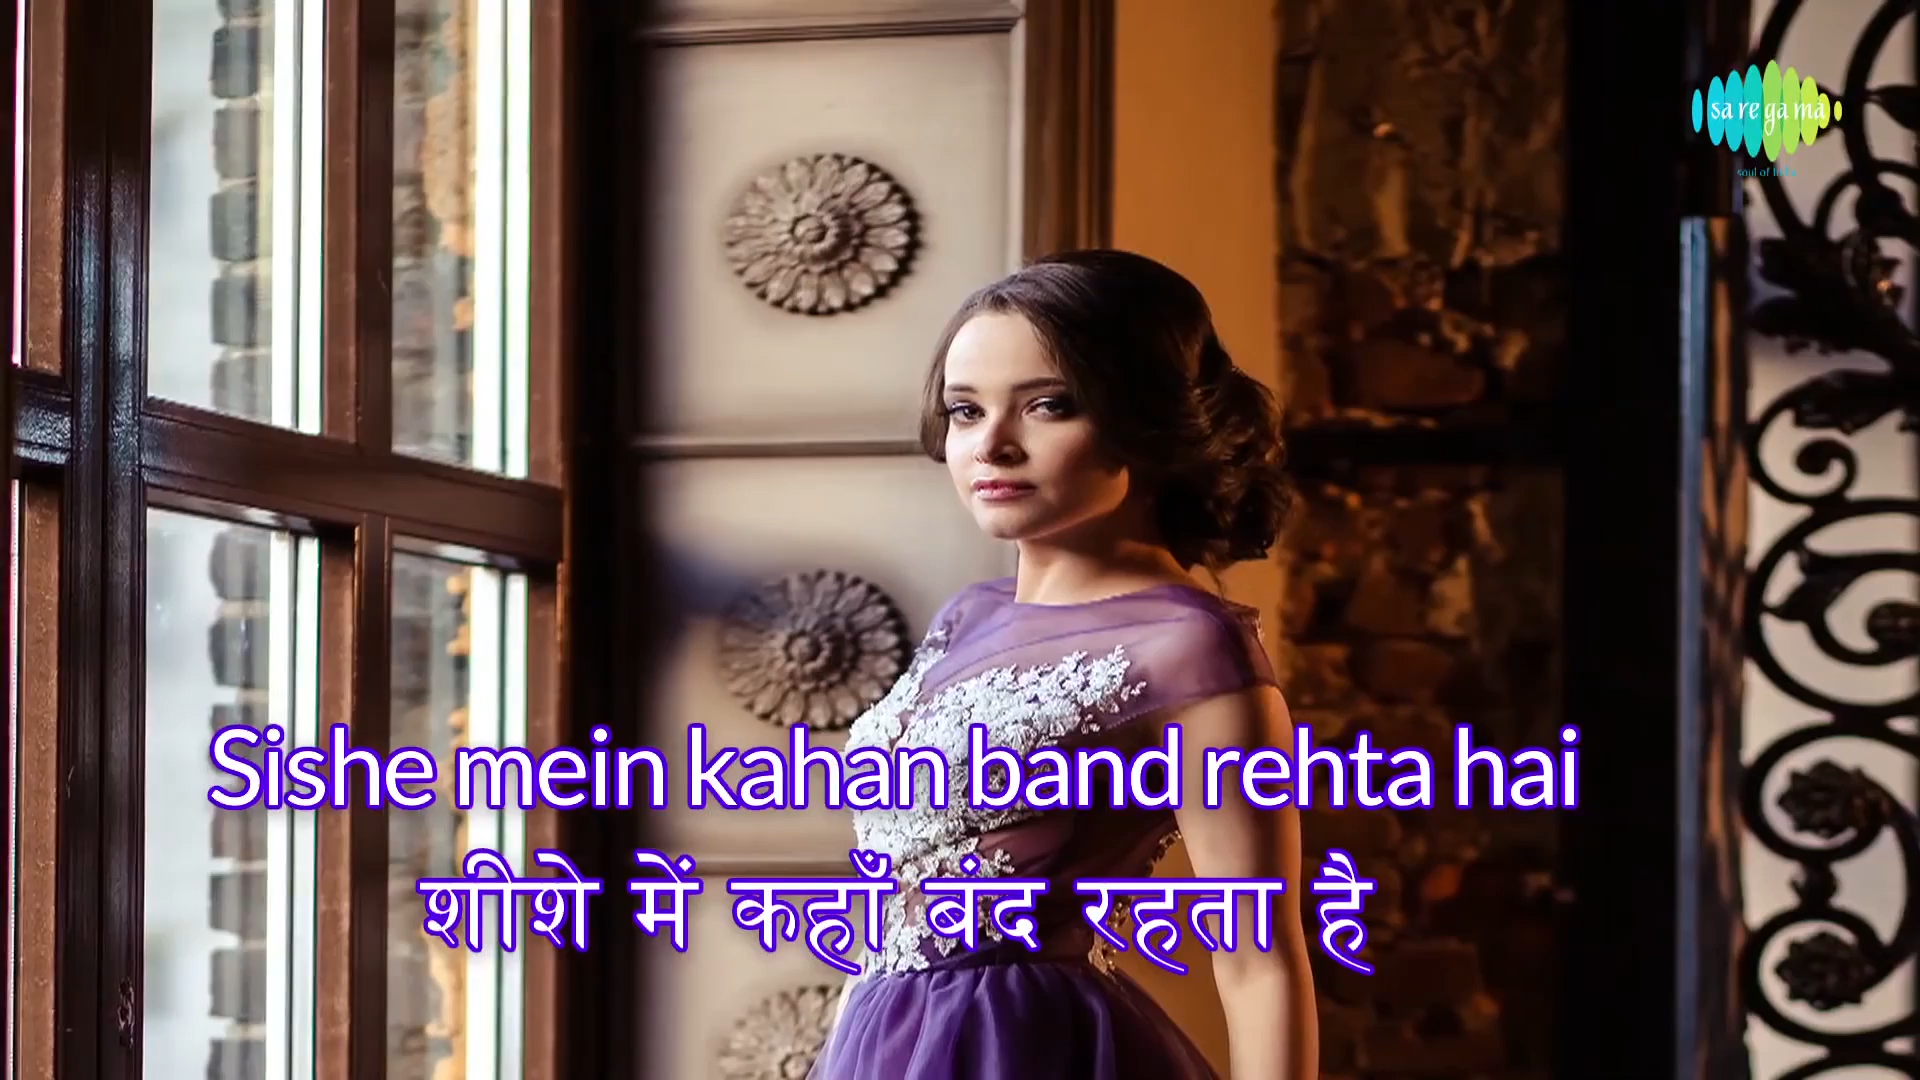 sa re ga ma
Sishe mein kahan band rehta hai
शीशे में कहाँ बंद रहता है